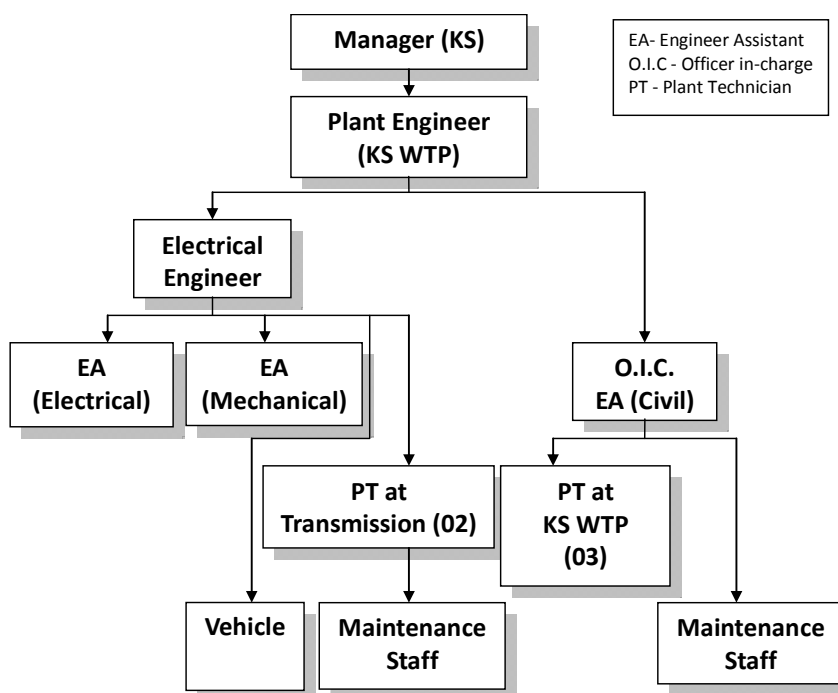 Manager (KS)
EA- Engineer Assistant
O.I.C - Officer in-charge
PT - Plant Technician
Plant Engineer
(KS WTP)
Electrical
Engineer
EA
(Electrical)
EA
(Mechanical)
O.I.C.
EA (Civil)
PT at
Transmission (02)
PT at
KS WTP
(03)
Vehicle
Maintenance
Staff
Maintenance
Staff